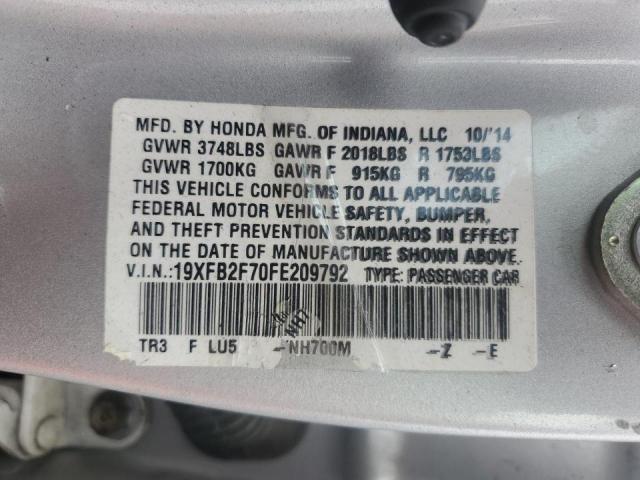 MFD. BY HONDA MFG. OF INDIANA, LLC 10/'14
GVWR 3748LBS GAWR F 2018LBS R 1753LBS
GVWR 1700KG GAWR F 915KG R 795KG
THIS VEHICLE CONFORMS TO ALL APPLICABLE
FEDERAL MOTOR VEHICLE SAFETY, BUMPER,
AND THEFT PREVENTION STANDARDS IN EFFECT
ON THE DATE OF MANUFACTURE SHOWN ABOVE.
V.I.N.:19XFB2F70FE209792 TYPE: PASSENGER CAR
NH7
TR3 F LU5 -NH700M -Z -E